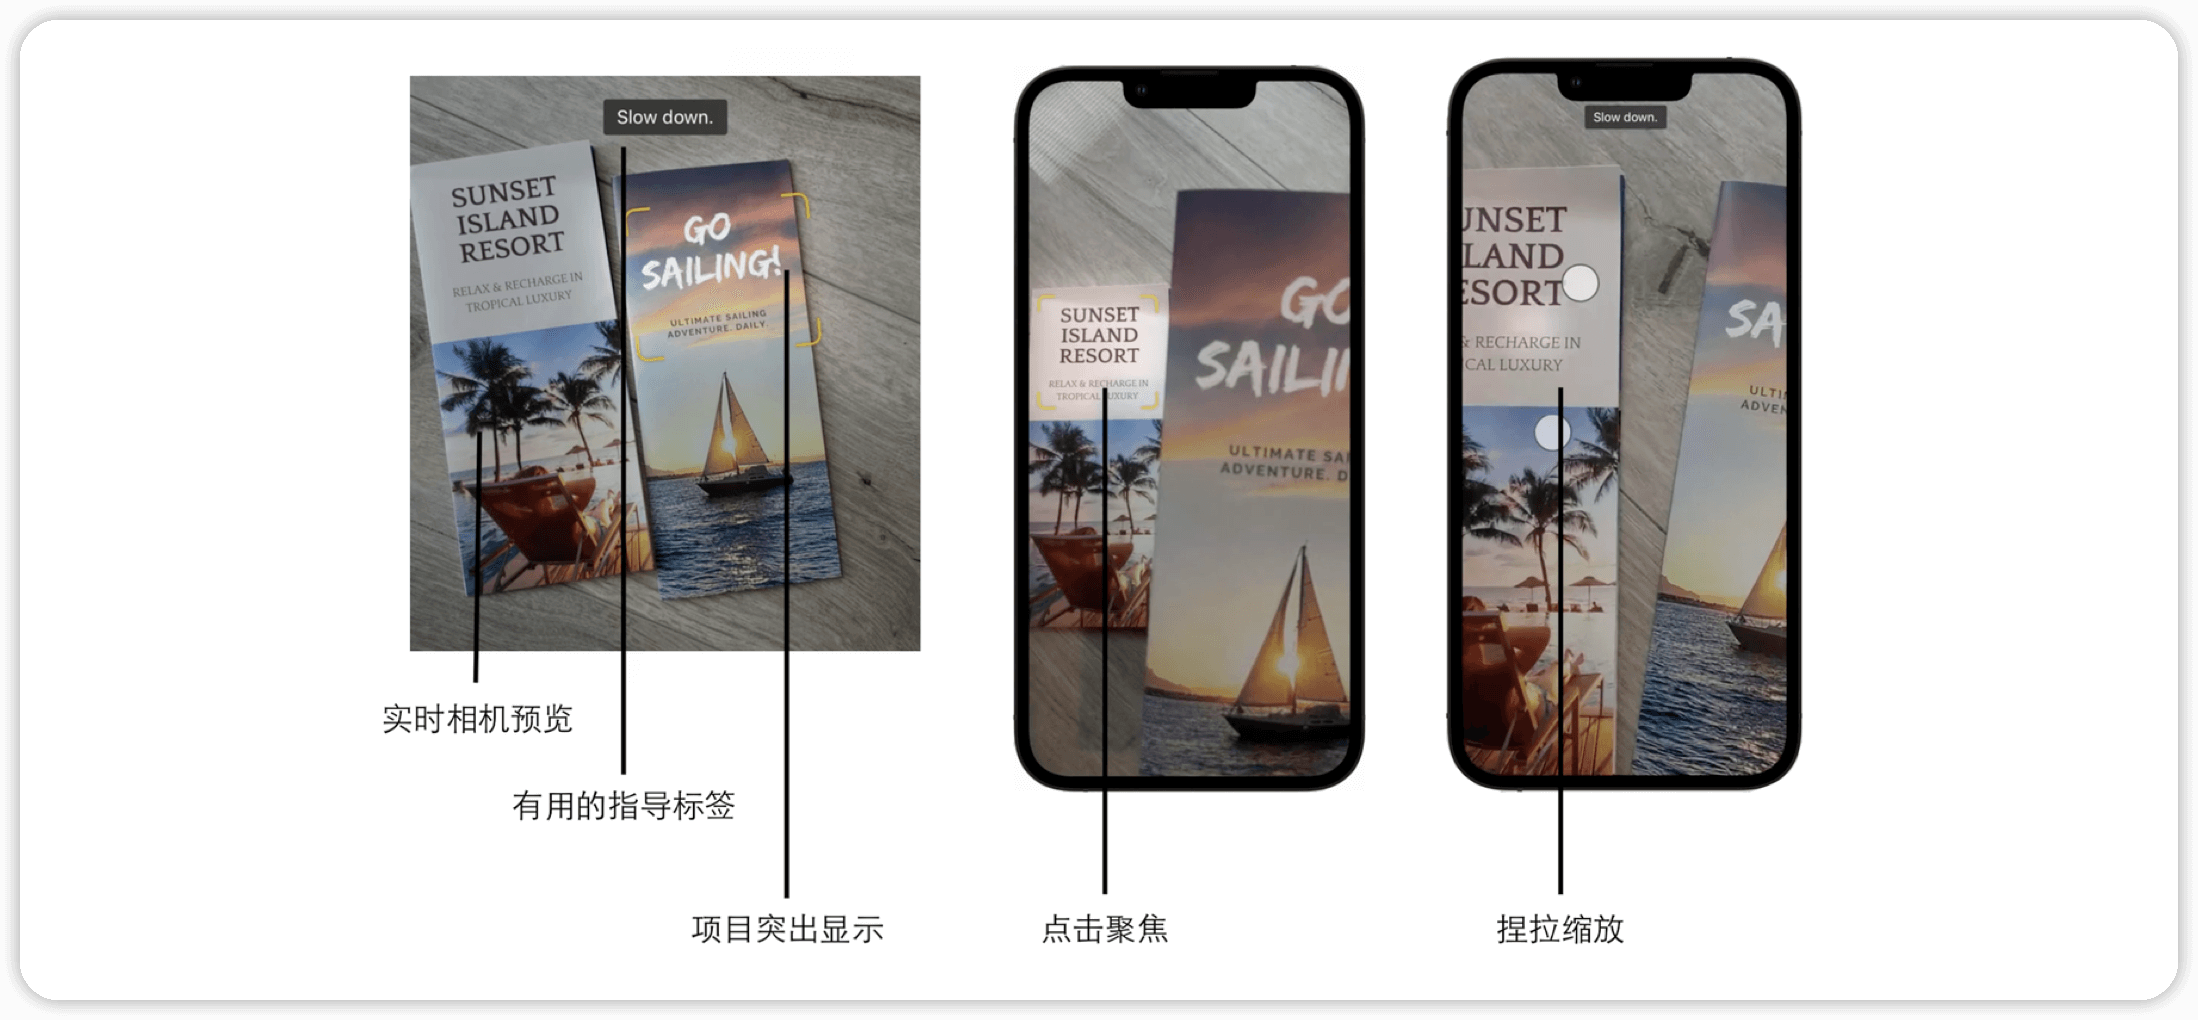 Slow down.
SUNSET
ISLAND
RESORT
RELAX & RECHARGE IN
TROPICAL LUXURY
GO
SAILING!
ULTIMATE SAILING
ADVENTURE. DAILY.
实时相机预览
有用的指导标签
项目突出显示
SUNSET
ISLAND
RESORT
RELAX & RECHARGE IN
TROPICAL LUXURY
GO
SAILI
ULTIMATE SAI
ADVENTURE. D
点击聚焦
Slow down.
UNSET
LAND
ESORT
& RECHARGE IN
CAL LUXURY
SA
ULTI
ADVEN
捏拉缩放